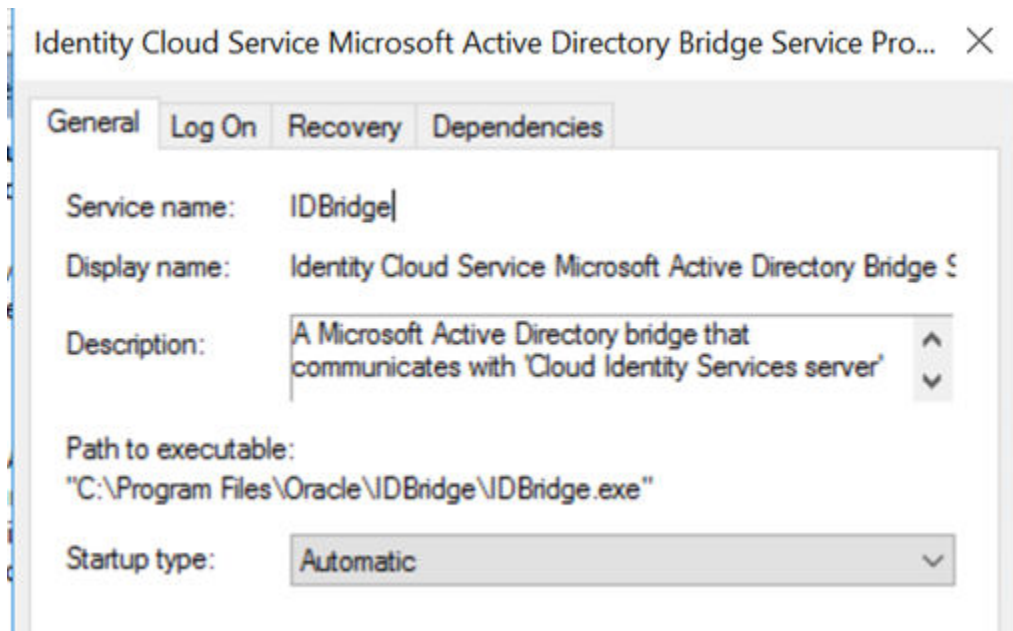 Identity Cloud Service Microsoft Active Directory Bridge Service Pro...
General Log On Recovery Dependencies
Service name: IDBridge
Display name: Identity Cloud Service Microsoft Active Directory Bridge S
Description: A Microsoft Active Directory bridge that
communicates with 'Cloud Identity Services server'
Path to executable:
"C:\Program Files\Oracle\IDBridge\IDBridge.exe"
Startup type: Automatic